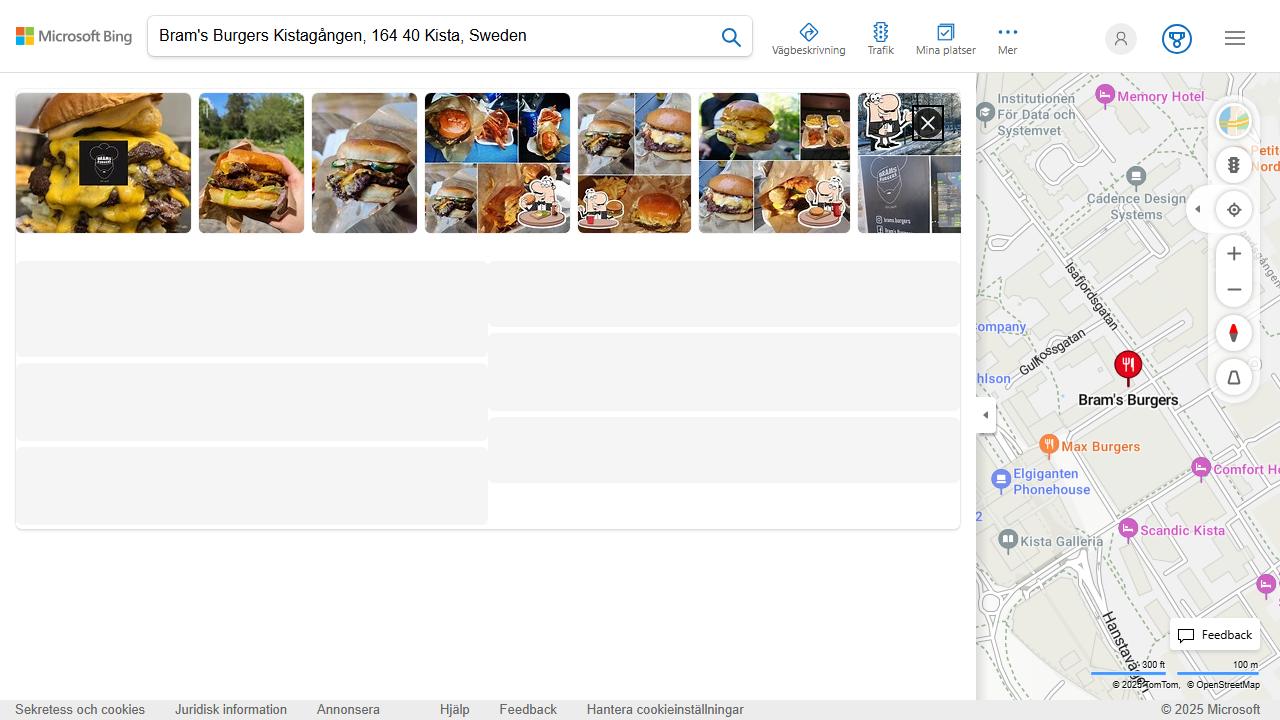 Microsoft Bing
Bram's Burgers Kistagången, 164 40 Kista, Sweden
Vägbeskrivning
Trafik
Mina platser
Mer
Institutionen
För Data och
Systemvet
Memory Hotel
Petit
Nord
Cadence Design
Systems
Isafjordsgatan
Gullfossgatan
Company
hlson
Bram's Burgers
Max Burgers
Elgiganten
Phonehouse
Comfort Ho
2
Kista Galleria
Scandic Kista
Hanstavägen
Feedback
300 ft
100 m
© 2025 TomTom, © OpenStreetMap
Sekretess och cookies
Juridisk information
Annonsera
Hjälp
Feedback
Hantera cookieinställningar
© 2025 Microsoft